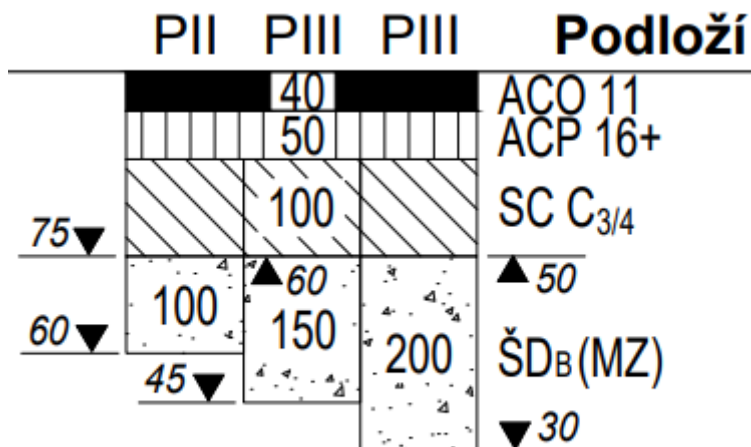 PII PIII PIII Podloží
40 ACO 11
50 ACP 16+
100 SC C3/4
75
60 50
100 150 200 ŠDB (MZ)
60
45
30